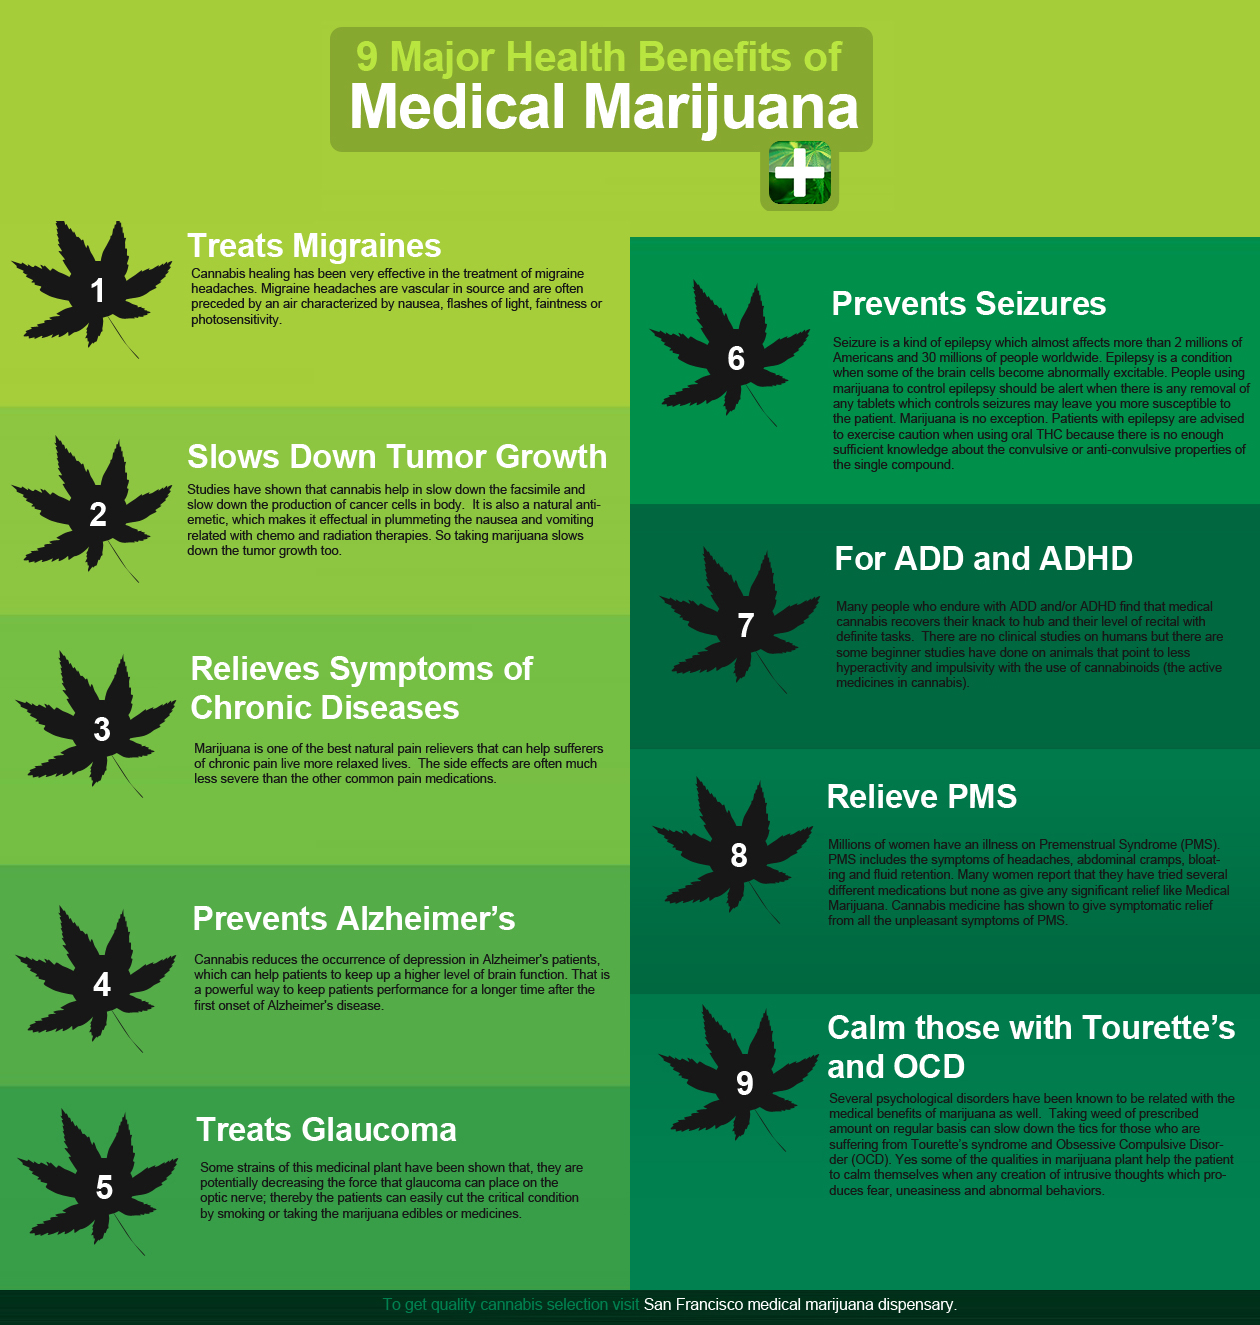 9 Major Health Benefits of
Medical Marijuana
1
Treats Migraines
Cannabis healing has been very effective in the treatment of migraine
headaches. Migraine headaches are vascular in source and are often
preceded by an air characterized by nausea, flashes of light, faintness or
photosensitivity.
2
Slows Down Tumor Growth
Studies have shown that cannabis help in slow down the facsimile and
slow down the production of cancer cells in body.  It is also a natural anti-
emetic, which makes it effectual in plummeting the nausea and vomiting
related with chemo and radiation therapies. So taking marijuana slows
down the tumor growth too.
3
Relieves Symptoms of
Chronic Diseases
Marijuana is one of the best natural pain relievers that can help sufferers
of chronic pain live more relaxed lives.  The side effects are often much
less severe than the other common pain medications.
4
Prevents Alzheimer’s
Cannabis reduces the occurrence of depression in Alzheimer's patients,
which can help patients to keep up a higher level of brain function. That is
a powerful way to keep patients performance for a longer time after the
first onset of Alzheimer's disease.
5
Treats Glaucoma
Some strains of this medicinal plant have been shown that, they are
potentially decreasing the force that glaucoma can place on the
optic nerve; thereby the patients can easily cut the critical condition
by smoking or taking the marijuana edibles or medicines.
6
Prevents Seizures
Seizure is a kind of epilepsy which almost affects more than 2 millions of
Americans and 30 millions of people worldwide. Epilepsy is a condition
when some of the brain cells become abnormally excitable. People using
marijuana to control epilepsy should be alert when there is any removal of
any tablets which controls seizures may leave you more susceptible to
the patient. Marijuana is no exception. Patients with epilepsy are advised
to exercise caution when using oral THC because there is no enough
sufficient knowledge about the convulsive or anti-convulsive properties of
the single compound.
7
For ADD and ADHD
Many people who endure with ADD and/or ADHD find that medical
cannabis recovers their knack to hub and their level of recital with
definite tasks.  There are no clinical studies on humans but there are
some beginner studies have done on animals that point to less
hyperactivity and impulsivity with the use of cannabinoids (the active
medicines in cannabis).
8
Relieve PMS
Millions of women have an illness on Premenstrual Syndrome (PMS).
PMS includes the symptoms of headaches, abdominal cramps, bloat-
ing and fluid retention. Many women report that they have tried several
different medications but none as give any significant relief like Medical
Marijuana. Cannabis medicine has shown to give symptomatic relief
from all the unpleasant symptoms of PMS.
9
Calm those with Tourette’s
and OCD
Several psychological disorders have been known to be related with the
medical benefits of marijuana as well.  Taking weed of prescribed
amount on regular basis can slow down the tics for those who are
suffering from Tourette’s syndrome and Obsessive Compulsive Disor-
der (OCD). Yes some of the qualities in marijuana plant help the patient
to calm themselves when any creation of intrusive thoughts which pro-
duces fear, uneasiness and abnormal behaviors.
To get quality cannabis selection visit San Francisco medical marijuana dispensary.